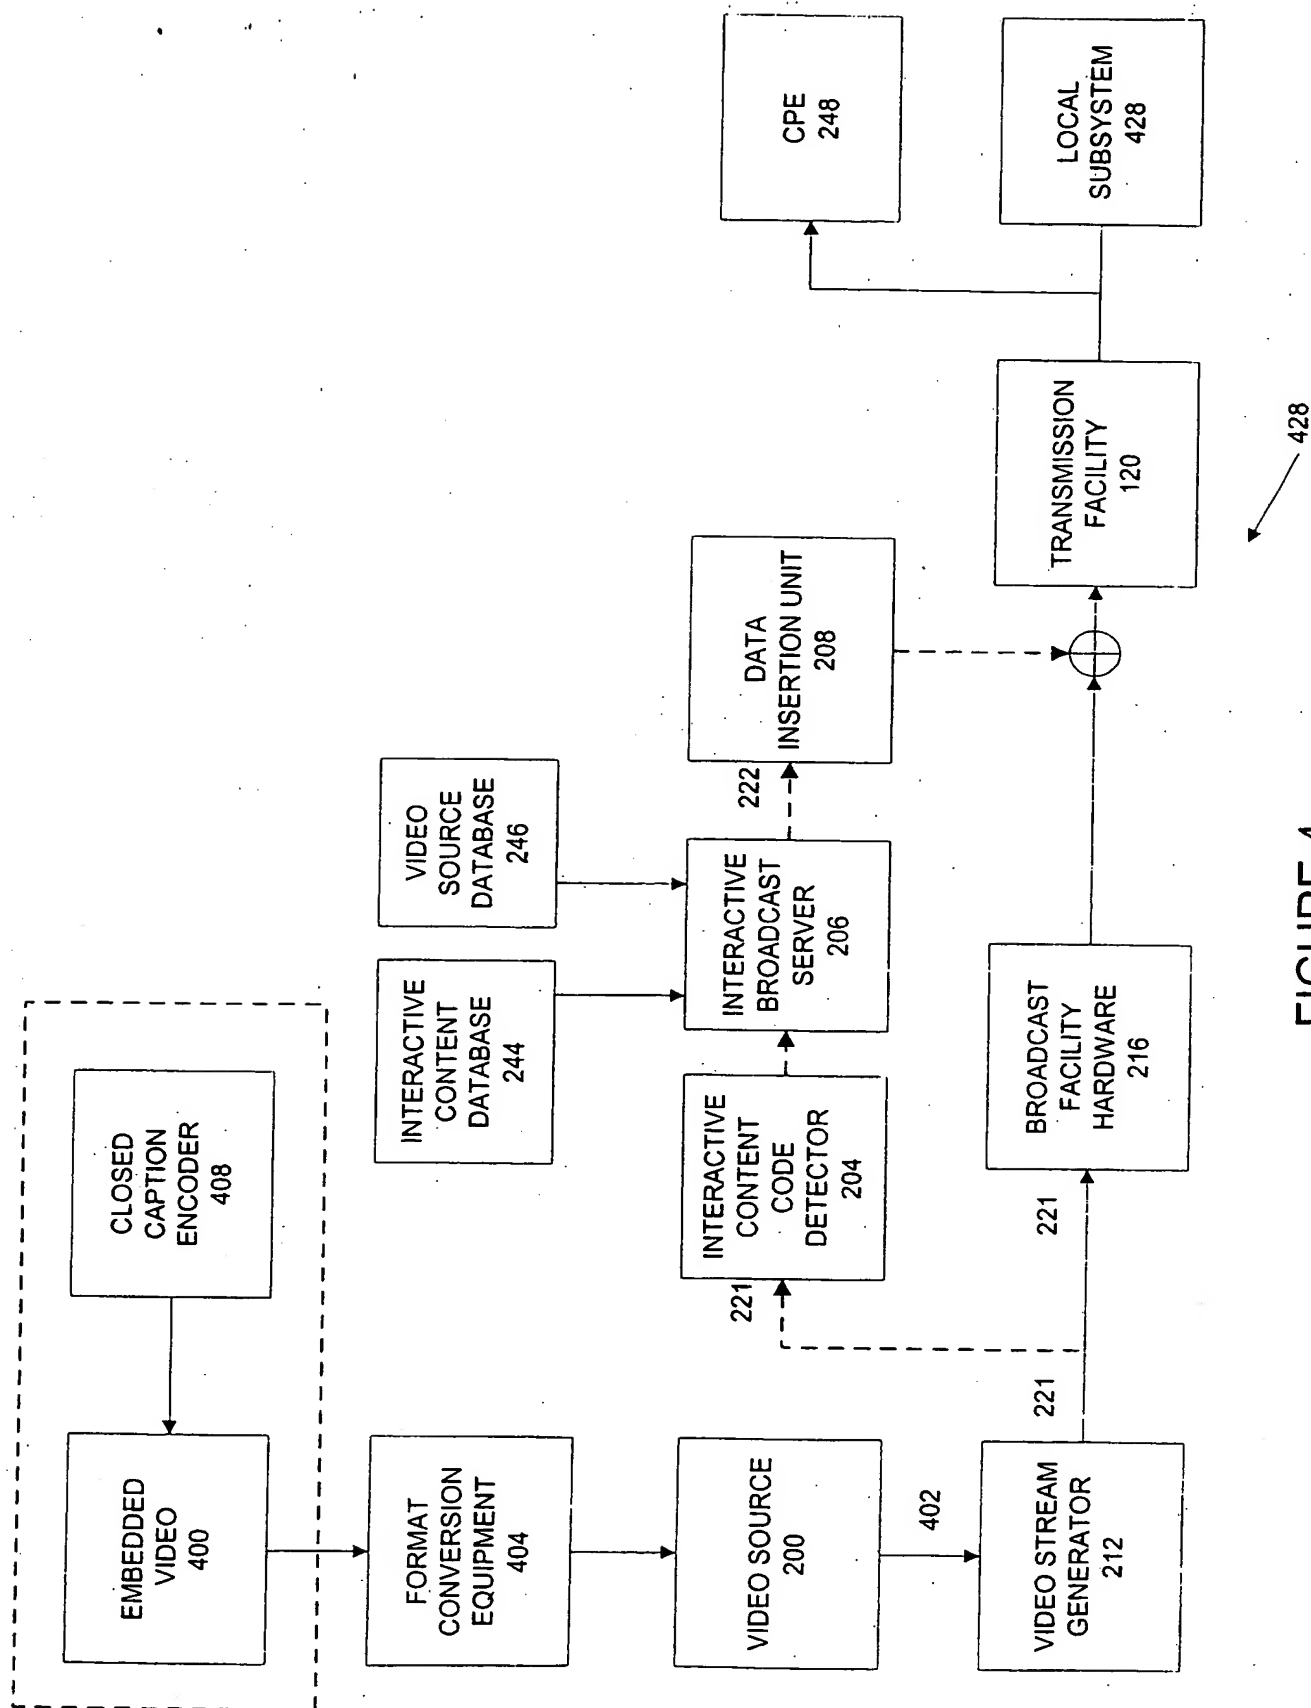 EMBEDDED
VIDEO
400
CLOSED
CAPTION
ENCODER
408
FORMAT
CONVERSION
EQUIPMENT
404
INTERACTIVE
CONTENT
DATABASE
244
VIDEO
SOURCE
DATABASE
246
VIDEO SOURCE
200
221
INTERACTIVE
CONTENT
CODE
DETECTOR
204
INTERACTIVE
BROADCAST
SERVER
206
222
DATA
INSERTION UNIT
208
CPE
248
402
VIDEO STREAM
GENERATOR
212
221
221
BROADCAST
FACILITY
HARDWARE
216
TRANSMISSION
FACILITY
120
LOCAL
SUBSYSTEM
428
428
FIGURE 4